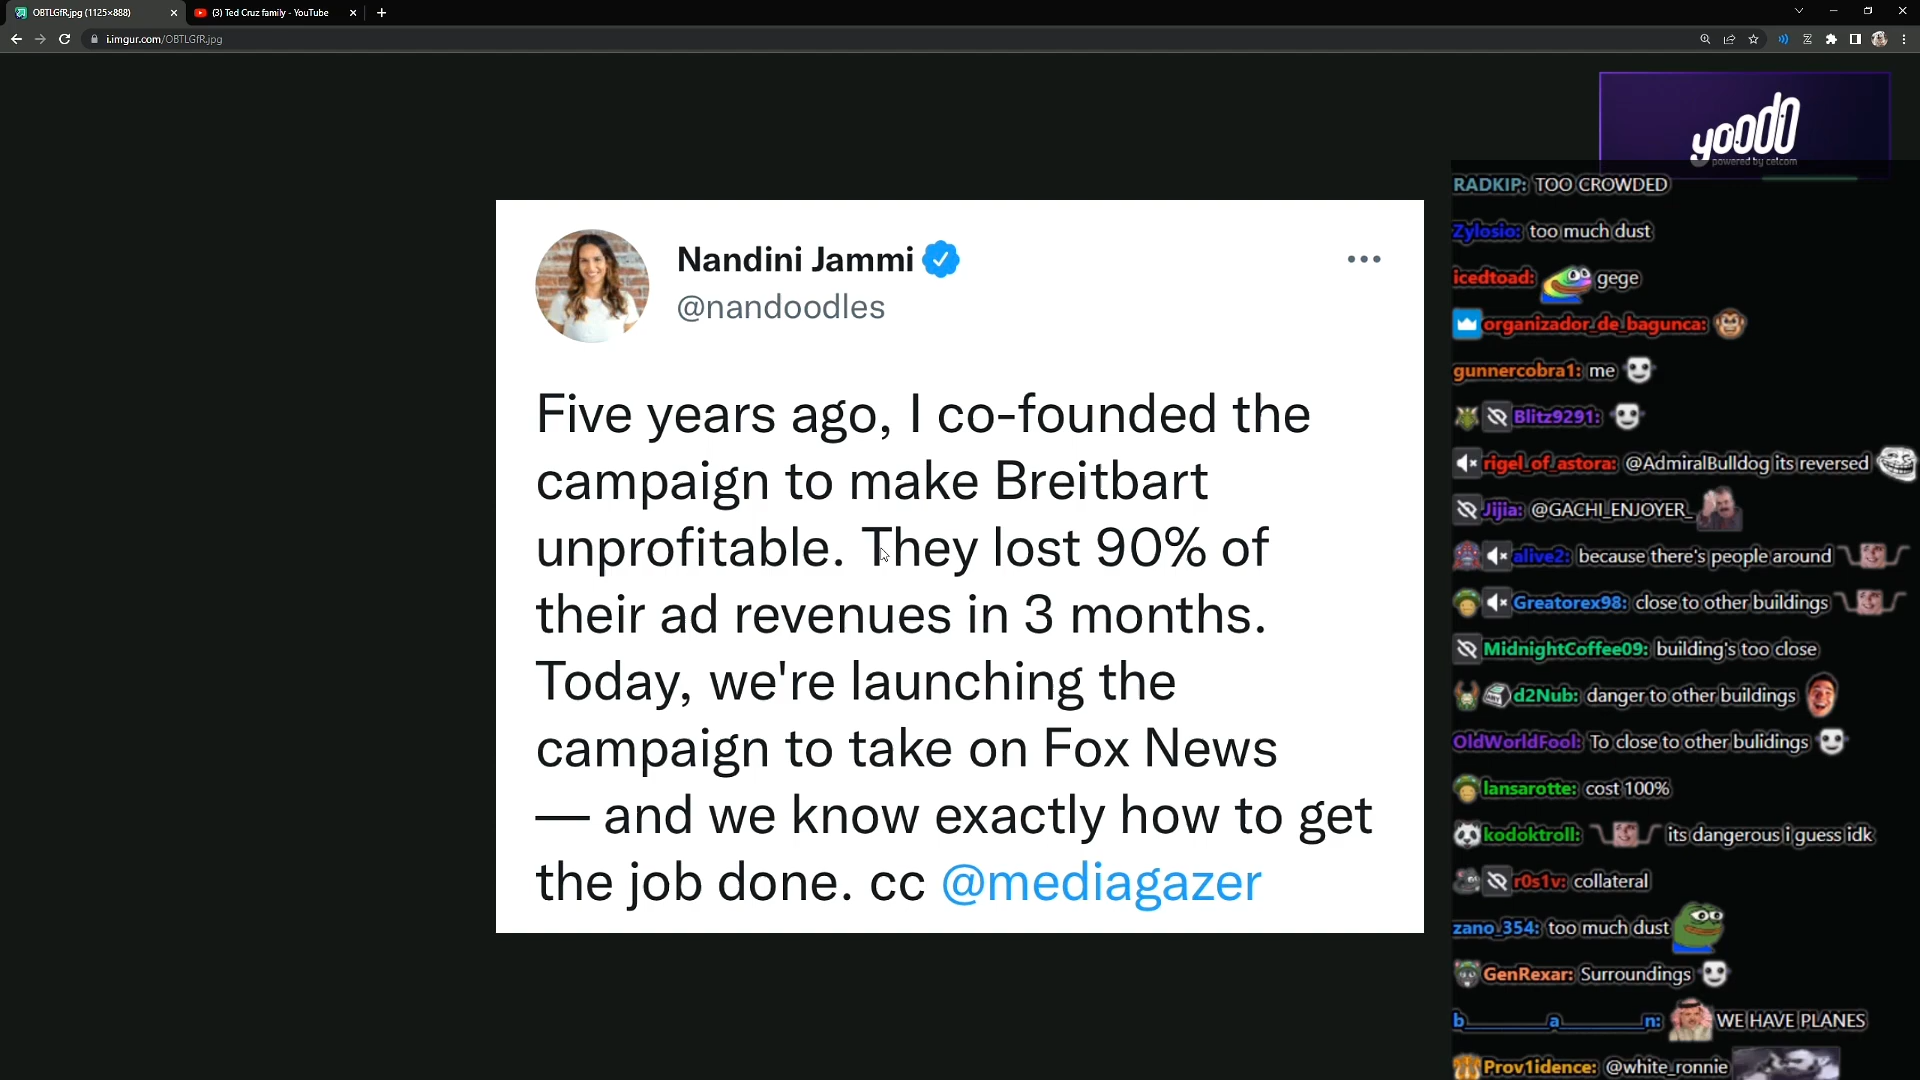 OBTLGfR.jpg (1125×888)
(3) Ted Cruz family - YouTube
i.imgur.com/OBTLGfR.jpg
yoodo
powered by celcom
Nandini Jammi
@nandoodles
Five years ago, I co-founded the
campaign to make Breitbart
unprofitable. They lost 90% of
their ad revenues in 3 months.
Today, we're launching the
campaign to take on Fox News
— and we know exactly how to get
the job done. cc @mediagazer
RADKIP: TOO CROWDED
Zylosio: too much dust
icedtoad: gege
organizador_de_bagunca:
gunnercobra1: me
Blitz9291:
rigel_of_astora: @AdmiralBulldog its reversed
Jijia: @GACHI_ENJOYER_
alive2: because there's people around
Greatorex98: close to other buildings
MidnightCoffee09: building's too close
d2Nub: danger to other buildings
OldWorldFool: To close to other bulidings
lansarotte: cost 100%
kodoktroll: its dangerous i guess idk
r0s1v: collateral
zano_354: too much dust
GenRexar: Surroundings
b______a______n: WE HAVE PLANES
Prov1idence: @white_ronnie